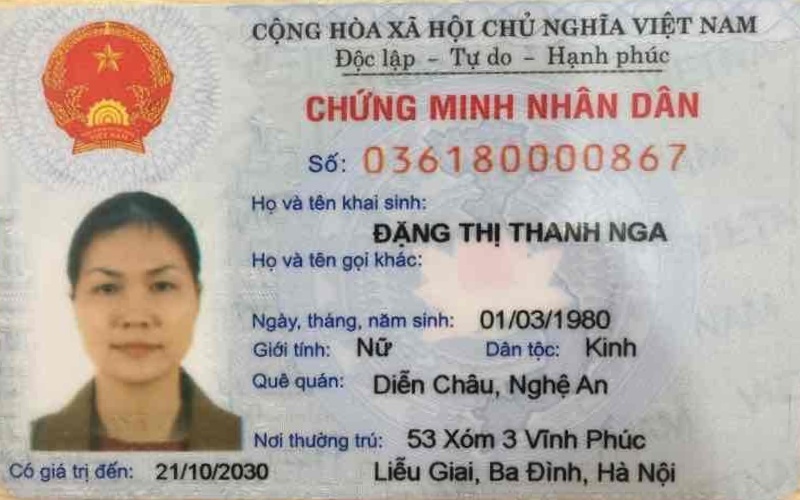 CỘNG HÒA XÃ HỘI CHỦ NGHĨA VIỆT NAM
Độc lập - Tự do - Hạnh phúc
CHỨNG MINH NHÂN DÂN
Số: 036180000867
Họ và tên khai sinh:
ĐẶNG THỊ THANH NGA
Họ và tên gọi khác:
Ngày, tháng, năm sinh: 01/03/1980
Giới tính: Nữ Dân tộc: Kinh
Quê quán: Diễn Châu, Nghệ An
Nơi thường trú: 53 Xóm 3 Vĩnh Phúc
Liễu Giai, Ba Đình, Hà Nội
Có giá trị đến: 21/10/2030